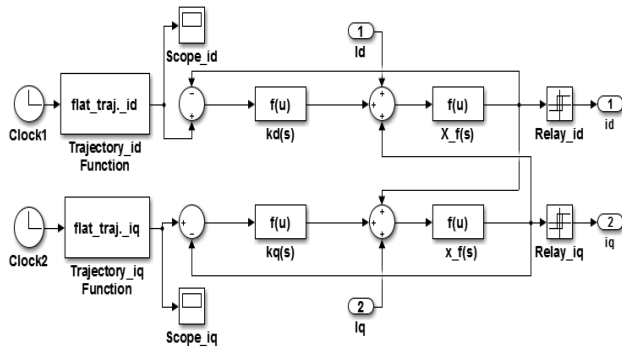 1
Id
Scope_id
flat_traj._id
f(u)
f(u)
1
Clock1
Trajectory_id
Function
kd(s)
X_f(s)
Relay_id
id
flat_traj._iq
f(u)
f(u)
2
Clock2
Trajectory_iq
Function
kq(s)
x_f(s)
Relay_iq
iq
Scope_iq
2
Iq